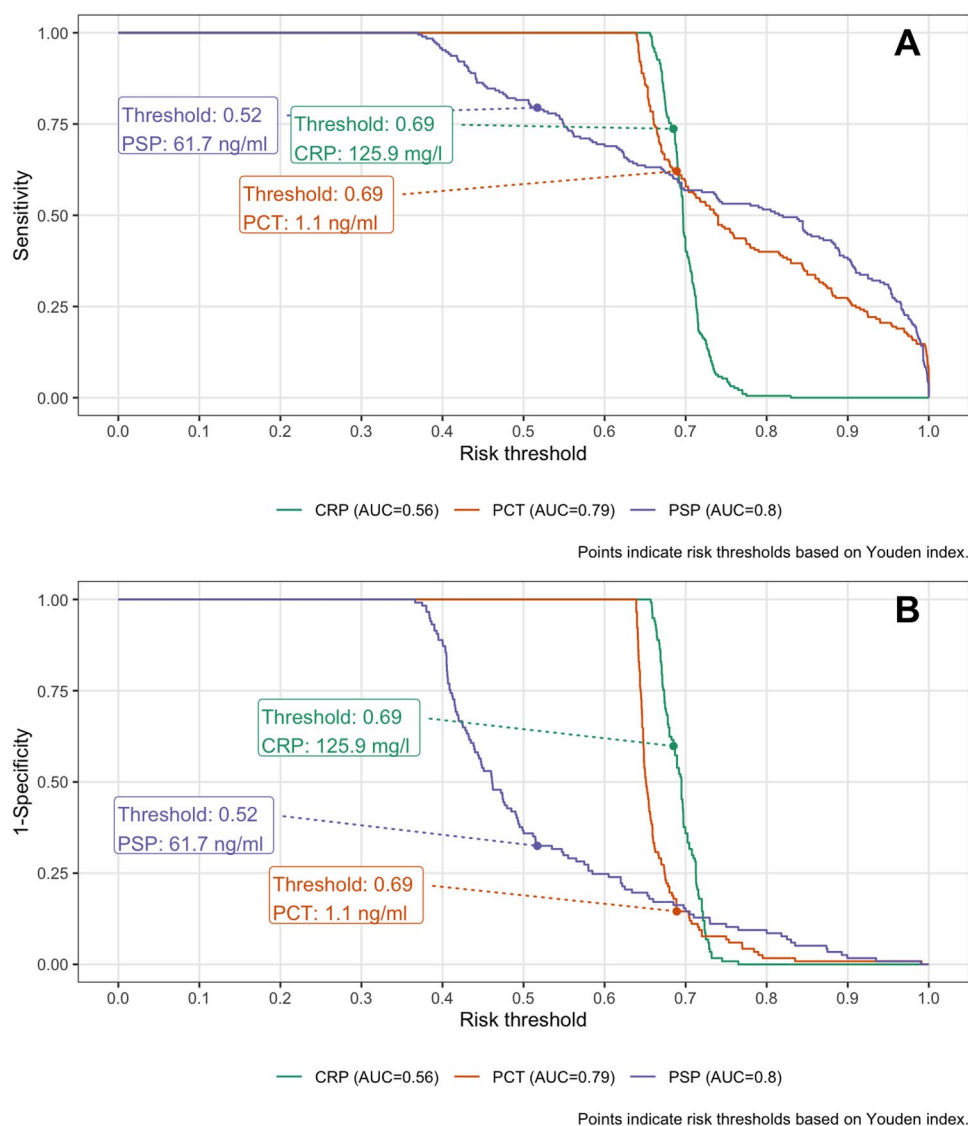 A
1.00
0.75
0.50
0.25
0.00
Sensitivity
Threshold: 0.52
PSP: 61.7 ng/ml
Threshold: 0.69
CRP: 125.9 mg/l
Threshold: 0.69
PCT: 1.1 ng/ml
0.0 0.1 0.2 0.3 0.4 0.5 0.6 0.7 0.8 0.9 1.0
Risk threshold
CRP (AUC=0.56) PCT (AUC=0.79) PSP (AUC=0.8)
Points indicate risk thresholds based on Youden index.
B
1.00
0.75
0.50
0.25
0.00
1-Specificity
Threshold: 0.69
CRP: 125.9 mg/l
Threshold: 0.52
PSP: 61.7 ng/ml
Threshold: 0.69
PCT: 1.1 ng/ml
0.0 0.1 0.2 0.3 0.4 0.5 0.6 0.7 0.8 0.9 1.0
Risk threshold
CRP (AUC=0.56) PCT (AUC=0.79) PSP (AUC=0.8)
Points indicate risk thresholds based on Youden index.